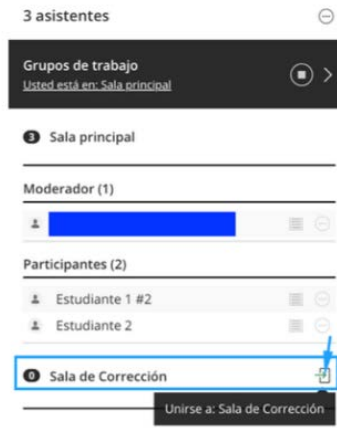 3 asistentes
Grupos de trabajo
Usted está en: Sala principal
3 Sala principal
Moderador (1)
Participantes (2)
Estudiante 1 #2
Estudiante 2
0 Sala de Corrección
Unirse a: Sala de Corrección